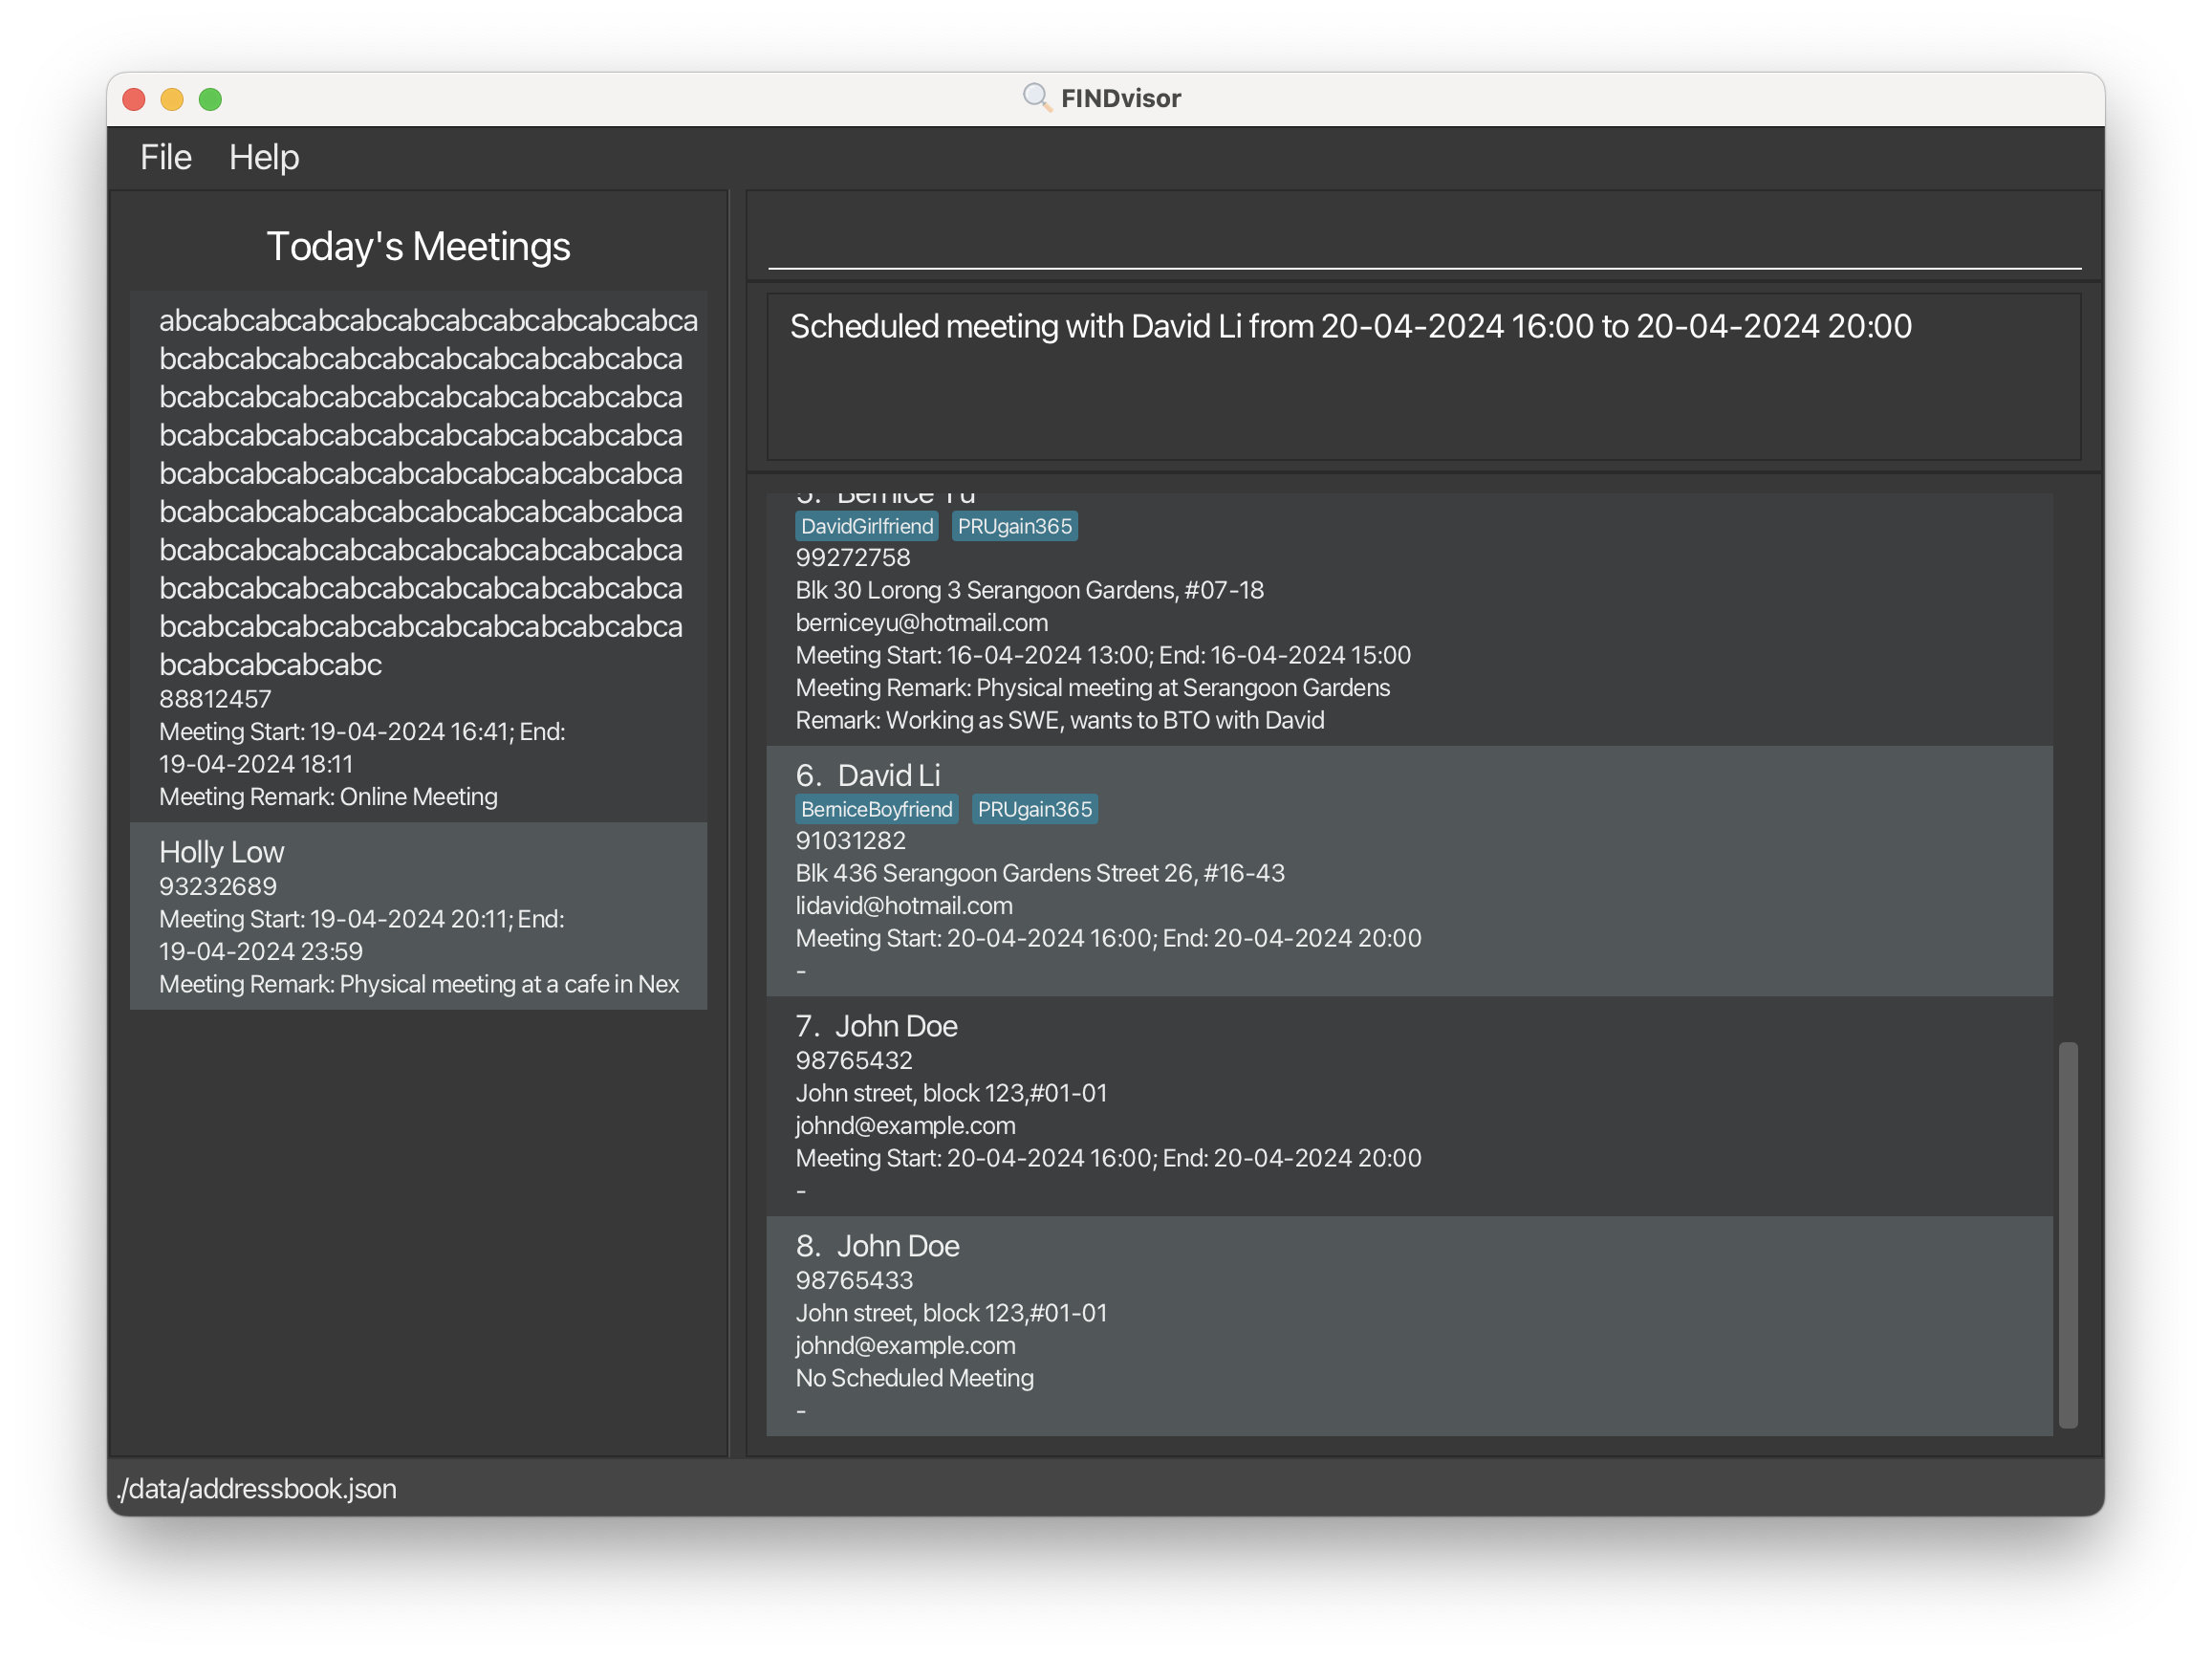 FINDvisor
File Help
Today's Meetings
abcabcabcabcabcabcabcabcabcabcabca
bcabcabcabcabcabcabcabcabcabcabca
bcabcabcabcabcabcabcabcabcabcabca
bcabcabcabcabcabcabcabcabcabcabca
bcabcabcabcabcabcabcabcabcabcabca
bcabcabcabcabcabcabcabcabcabcabca
bcabcabcabcabcabcabcabcabcabcabca
bcabcabcabcabcabcabcabcabcabcabca
bcabcabcabcabcabcabcabcabcabcabca
bcabcabcabcabc
88812457
Meeting Start: 19-04-2024 16:41; End:
19-04-2024 18:11
Meeting Remark: Online Meeting
Holly Low
93232689
Meeting Start: 19-04-2024 20:11; End:
19-04-2024 23:59
Meeting Remark: Physical meeting at a cafe in Nex
Scheduled meeting with David Li from 20-04-2024 16:00 to 20-04-2024 20:00
5. Bernice Yu
DavidGirlfriend PRUgain365
99272758
Blk 30 Lorong 3 Serangoon Gardens, #07-18
berniceyu@hotmail.com
Meeting Start: 16-04-2024 13:00; End: 16-04-2024 15:00
Meeting Remark: Physical meeting at Serangoon Gardens
Remark: Working as SWE, wants to BTO with David
6. David Li
BerniceBoyfriend PRUgain365
91031282
Blk 436 Serangoon Gardens Street 26, #16-43
lidavid@hotmail.com
Meeting Start: 20-04-2024 16:00; End: 20-04-2024 20:00
-
7. John Doe
98765432
John street, block 123,#01-01
johnd@example.com
Meeting Start: 20-04-2024 16:00; End: 20-04-2024 20:00
-
8. John Doe
98765433
John street, block 123,#01-01
johnd@example.com
No Scheduled Meeting
-
./data/addressbook.json